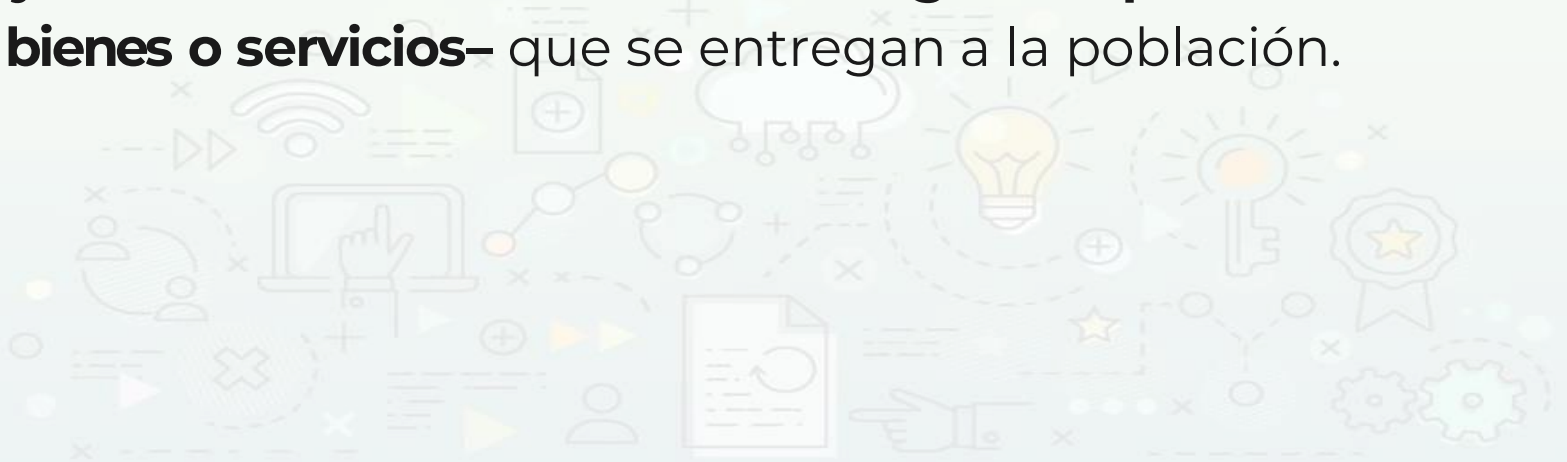 bienes o servicios– que se entregan a la población.